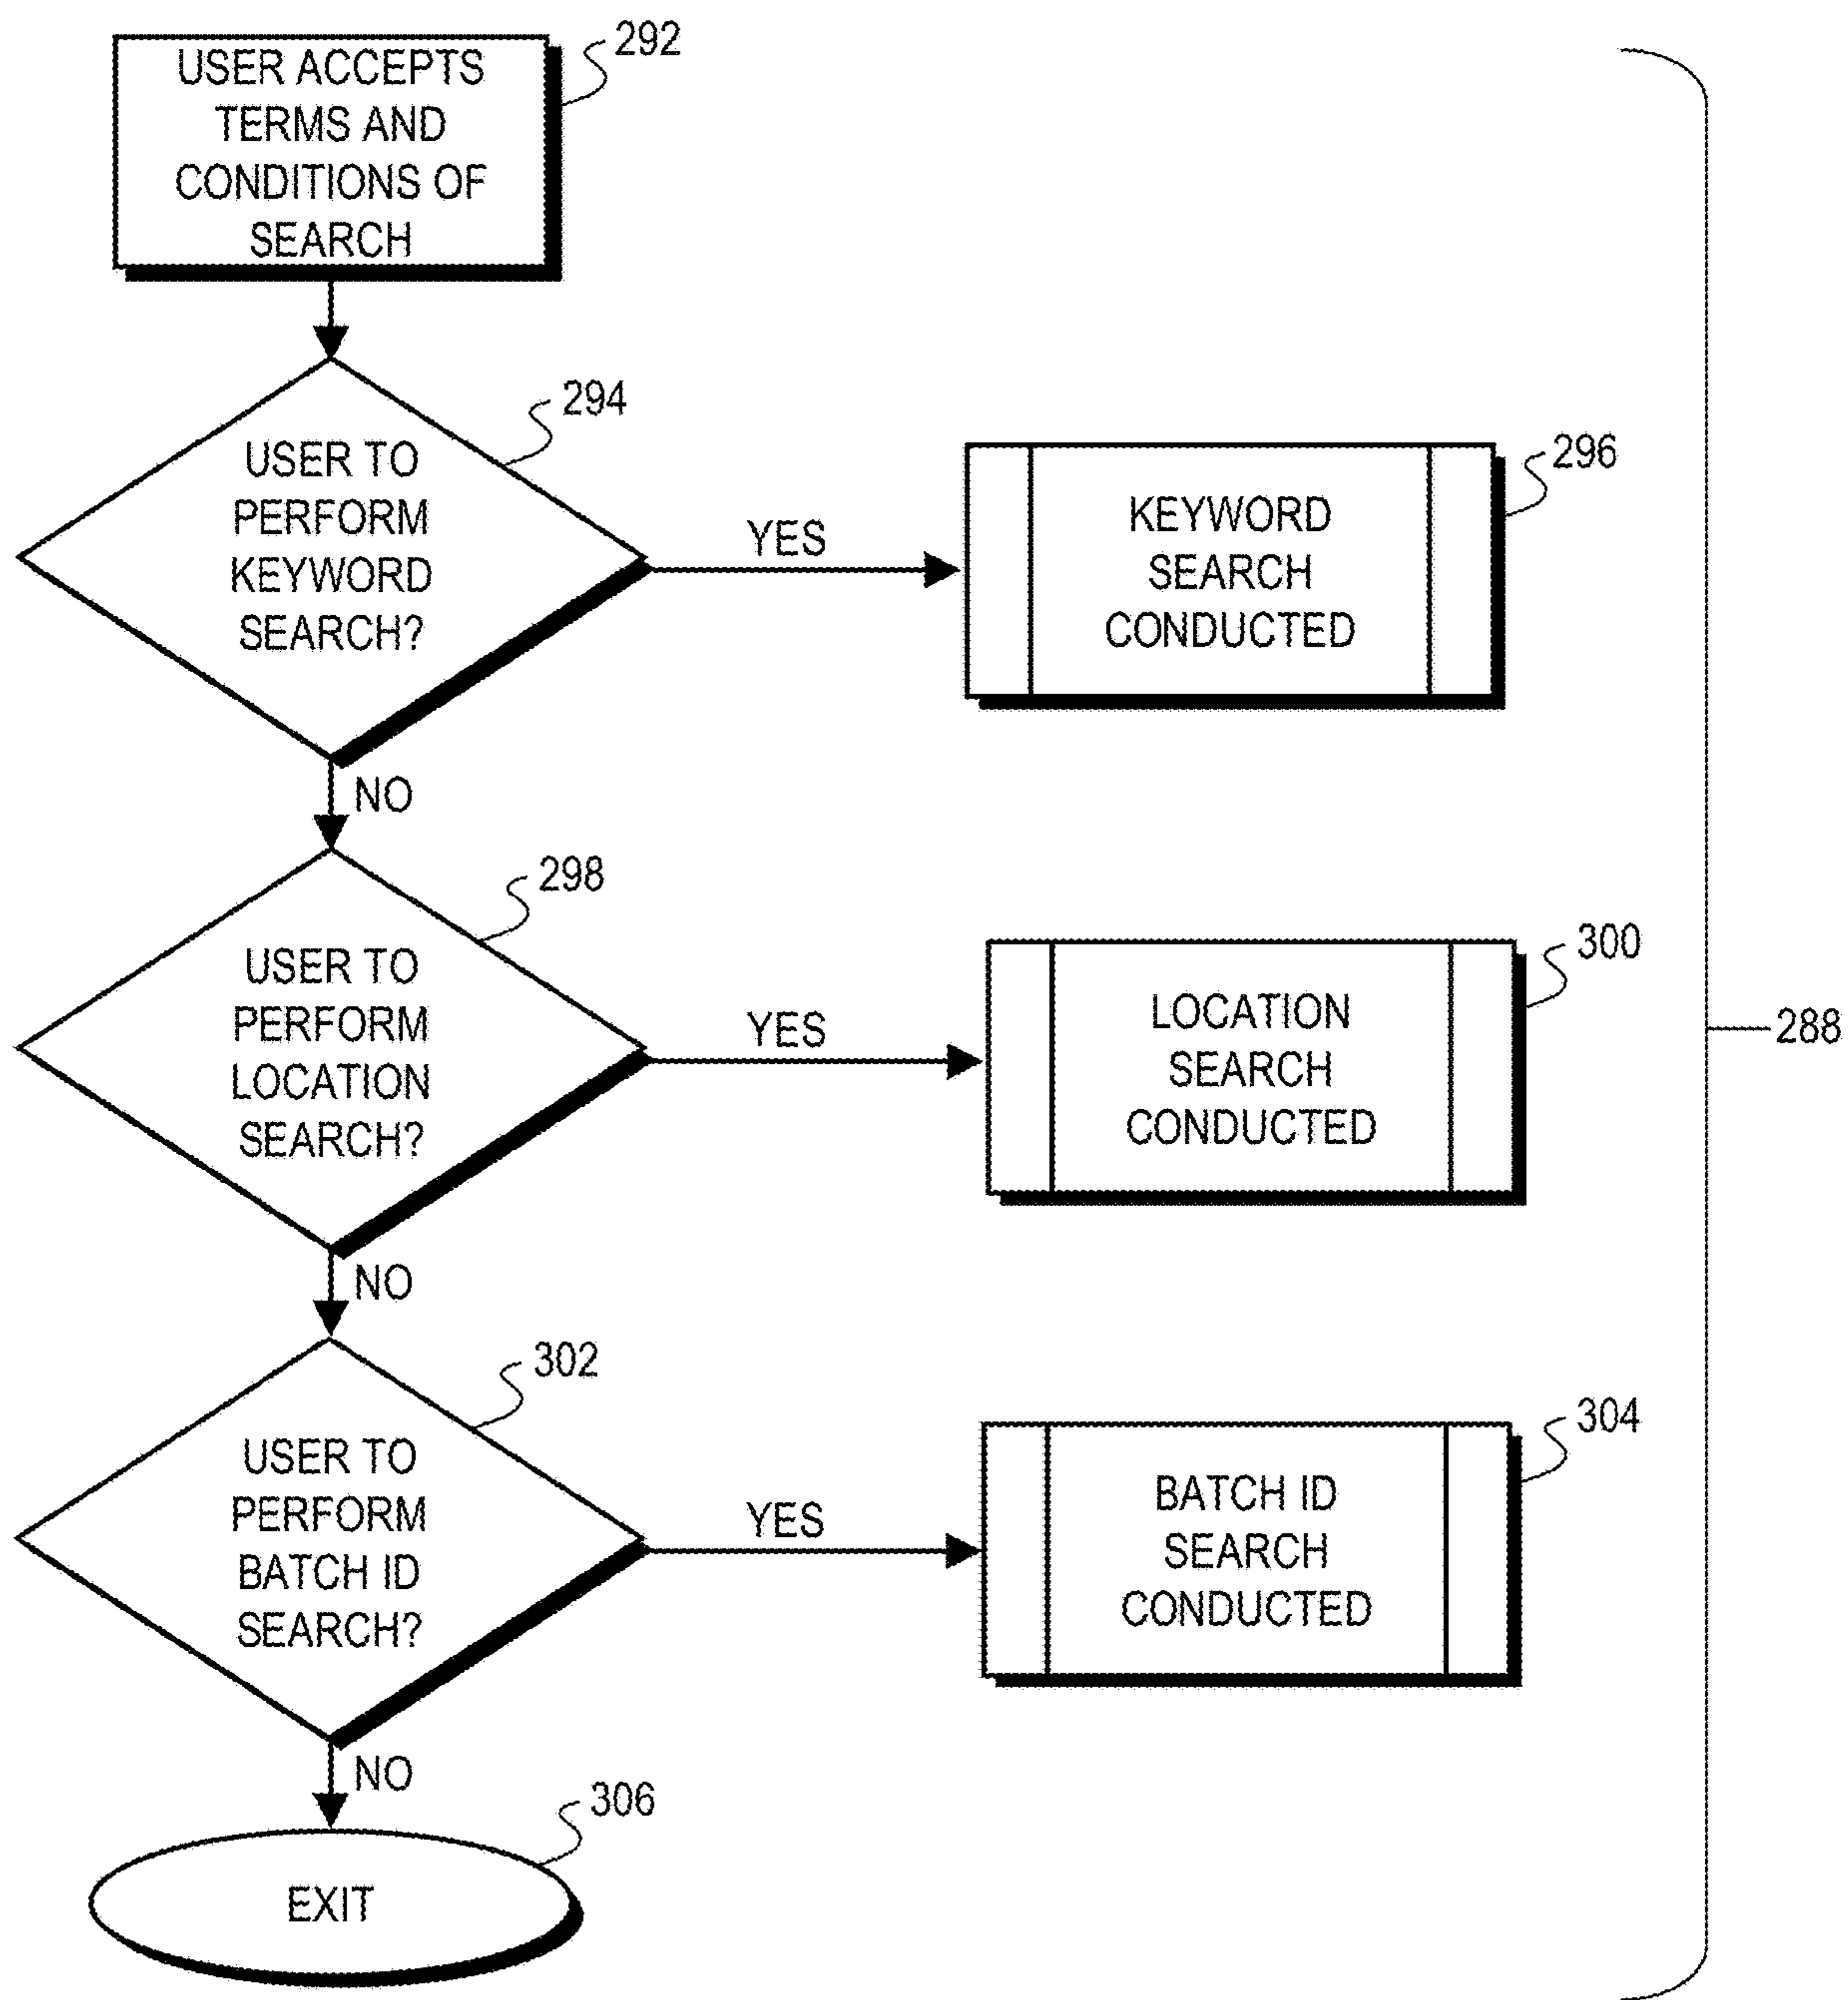 292
USER ACCEPTS
TERMS AND
CONDITIONS OF
SEARCH
294
USER TO
PERFORM
KEYWORD
SEARCH?
YES
296
KEYWORD
SEARCH
CONDUCTED
NO
298
USER TO
PERFORM
LOCATION
SEARCH?
YES
300
LOCATION
SEARCH
CONDUCTED
288
NO
302
USER TO
PERFORM
BATCH ID
SEARCH?
YES
304
BATCH ID
SEARCH
CONDUCTED
NO
306
EXIT